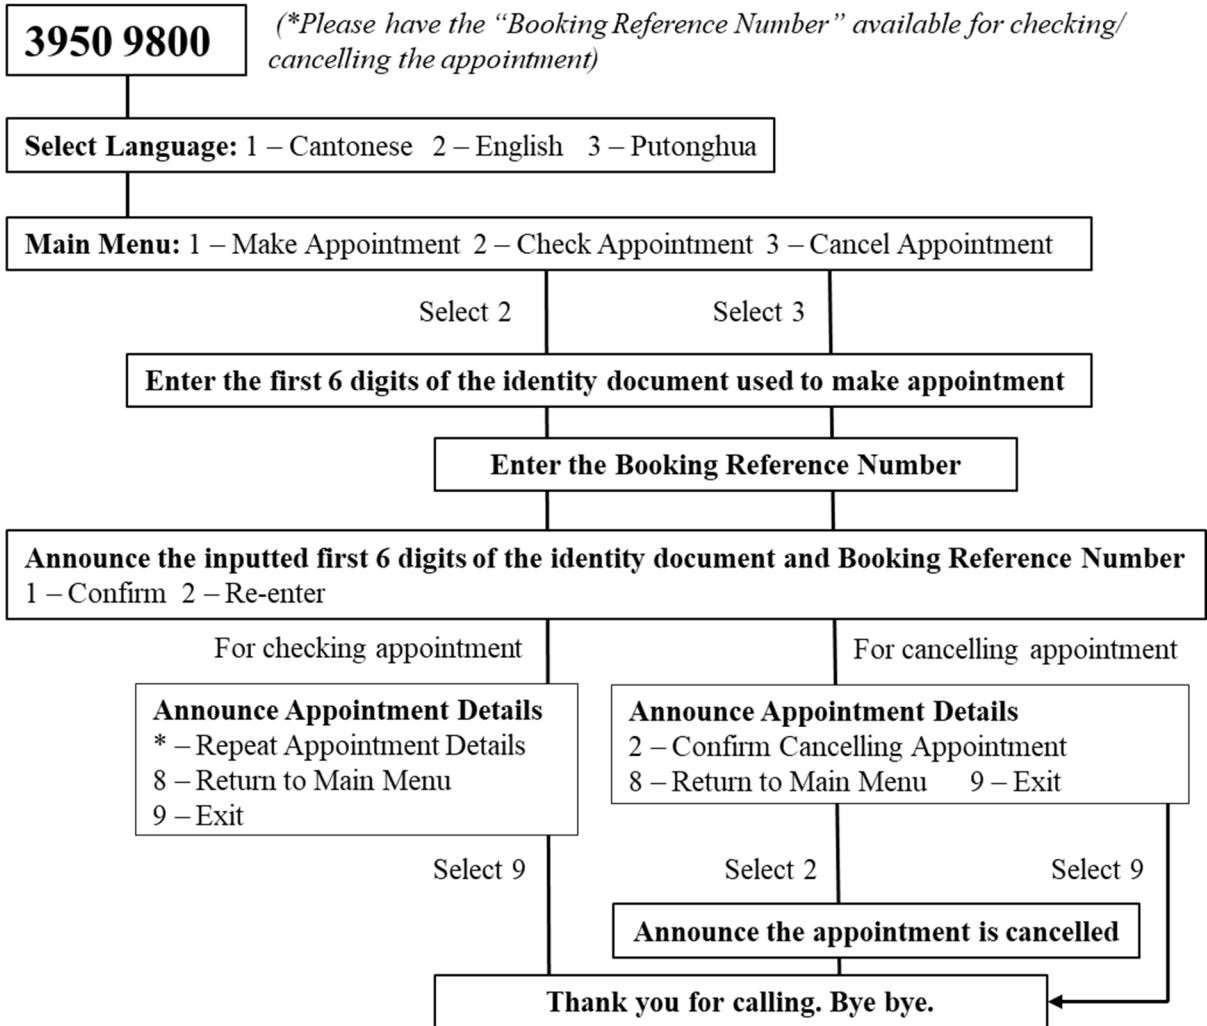 3950 9800
(*Please have the “Booking Reference Number” available for checking/
cancelling the appointment)
Select Language: 1 – Cantonese 2 – English 3 – Putonghua
Main Menu: 1 – Make Appointment 2 – Check Appointment 3 – Cancel Appointment
Select 2
Select 3
Enter the first 6 digits of the identity document used to make appointment
Enter the Booking Reference Number
Announce the inputted first 6 digits of the identity document and Booking Reference Number
1 – Confirm 2 – Re-enter
For checking appointment
For cancelling appointment
Announce Appointment Details
* – Repeat Appointment Details
8 – Return to Main Menu
9 – Exit
Announce Appointment Details
2 – Confirm Cancelling Appointment
8 – Return to Main Menu 9 – Exit
Select 9
Select 2
Select 9
Announce the appointment is cancelled
Thank you for calling. Bye bye.